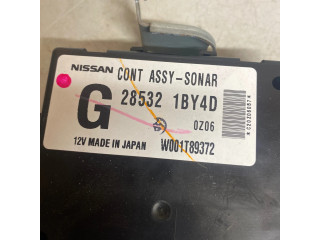 NISSAN CONT ASSY-SONAR
G 28532 1BY4D
0Z06
12V MADE IN JAPAN W001T89372